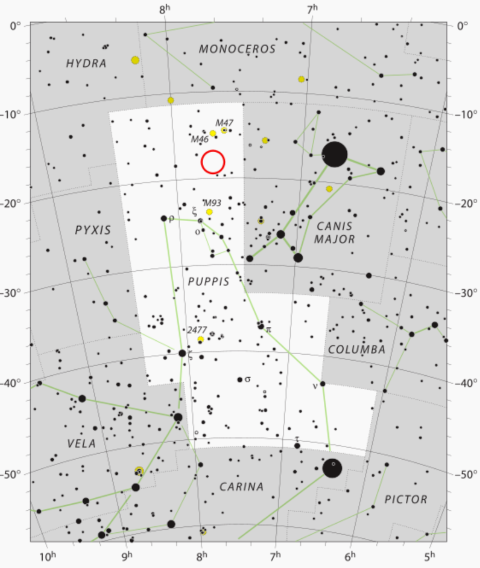 8ʰ 7ʰ
0° 0°
MONOCEROS
HYDRA
-10° -10°
M47
M46
-20° -20°
M93
ξ
ρ
CANIS
MAJOR
PYXIS
PUPPIS
-30° -30°
2477
π
COLUMBA
ζ
σ
ν
-40° -40°
VELA
τ
-50° -50°
CARINA
PICTOR
10ʰ 9ʰ 8ʰ 7ʰ 6ʰ 5ʰ